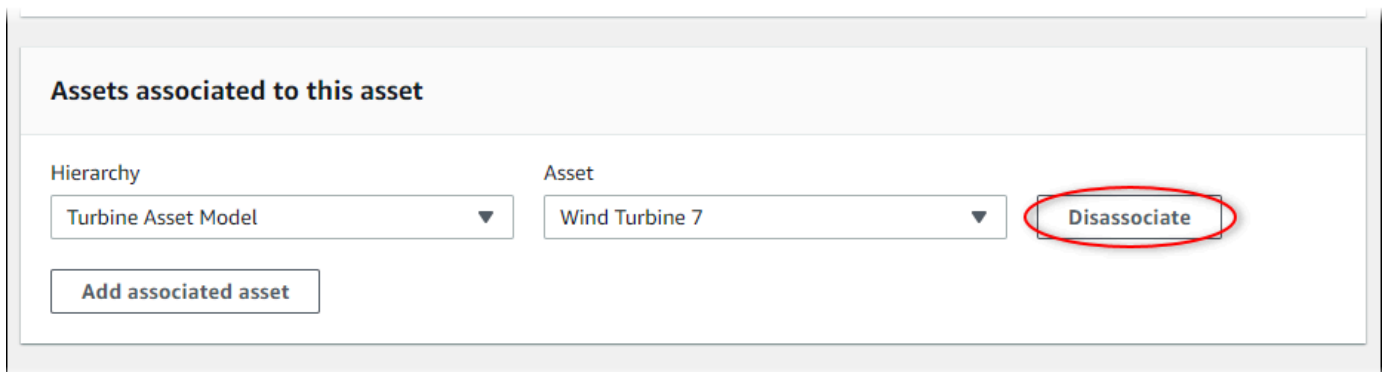 Assets associated to this asset
Hierarchy
Asset
Turbine Asset Model
Wind Turbine 7
Disassociate
Add associated asset